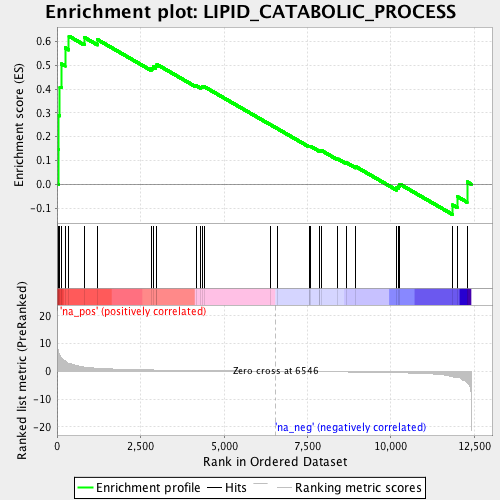 Enrichment plot: LIPID_CATABOLIC_PROCESS
Enrichment score (ES)
0.6
0.5
0.4
0.3
0.2
0.1
0.0
-0.1
'na_pos' (positively correlated)
Ranked list metric (PreRanked)
20
10
0
-10
-20
Zero cross at 6546
'na_neg' (negatively correlated)
0
2,500
5,000
7,500
10,000
12,500
Rank in Ordered Dataset
Enrichment profile
Hits
Ranking metric scores